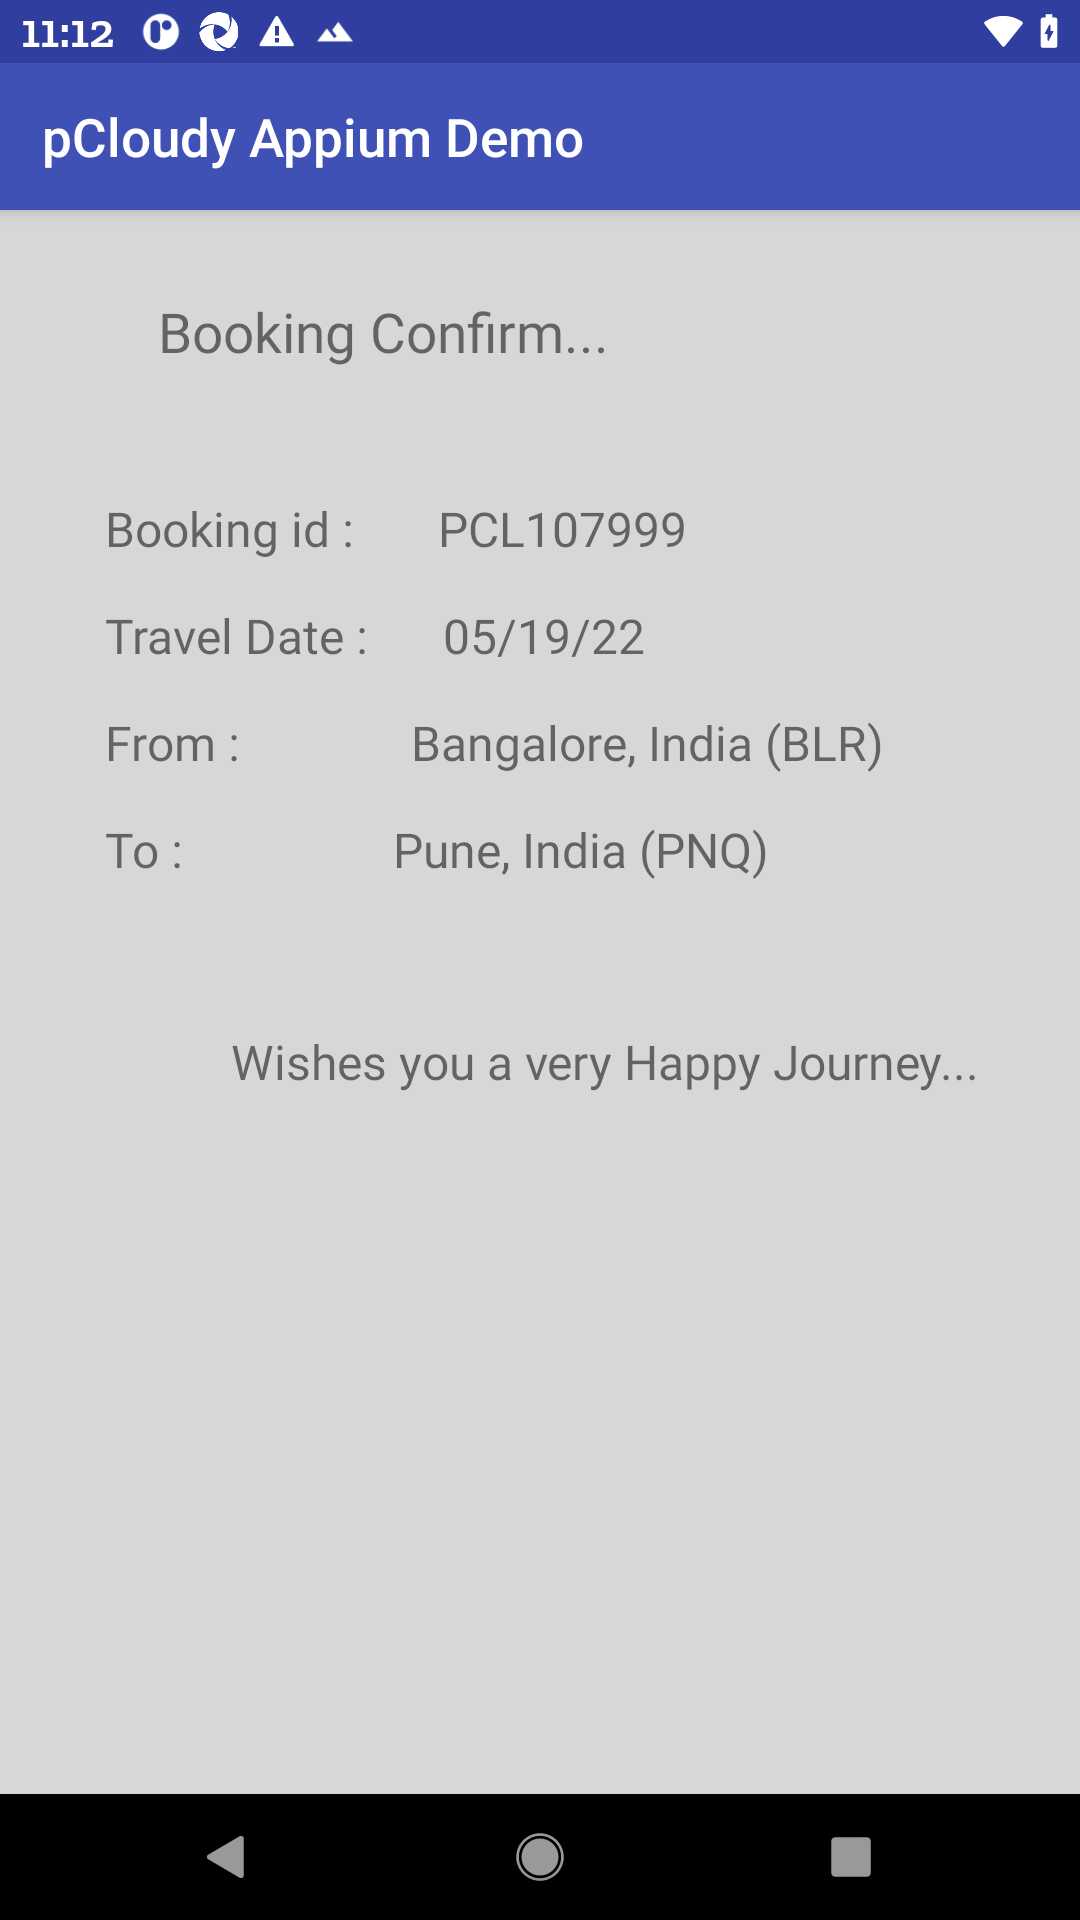 11:12
pCloudy Appium Demo
Booking Confirm...
Booking id : PCL107999
Travel Date : 05/19/22
From : Bangalore, India (BLR)
To : Pune, India (PNQ)
Wishes you a very Happy Journey...